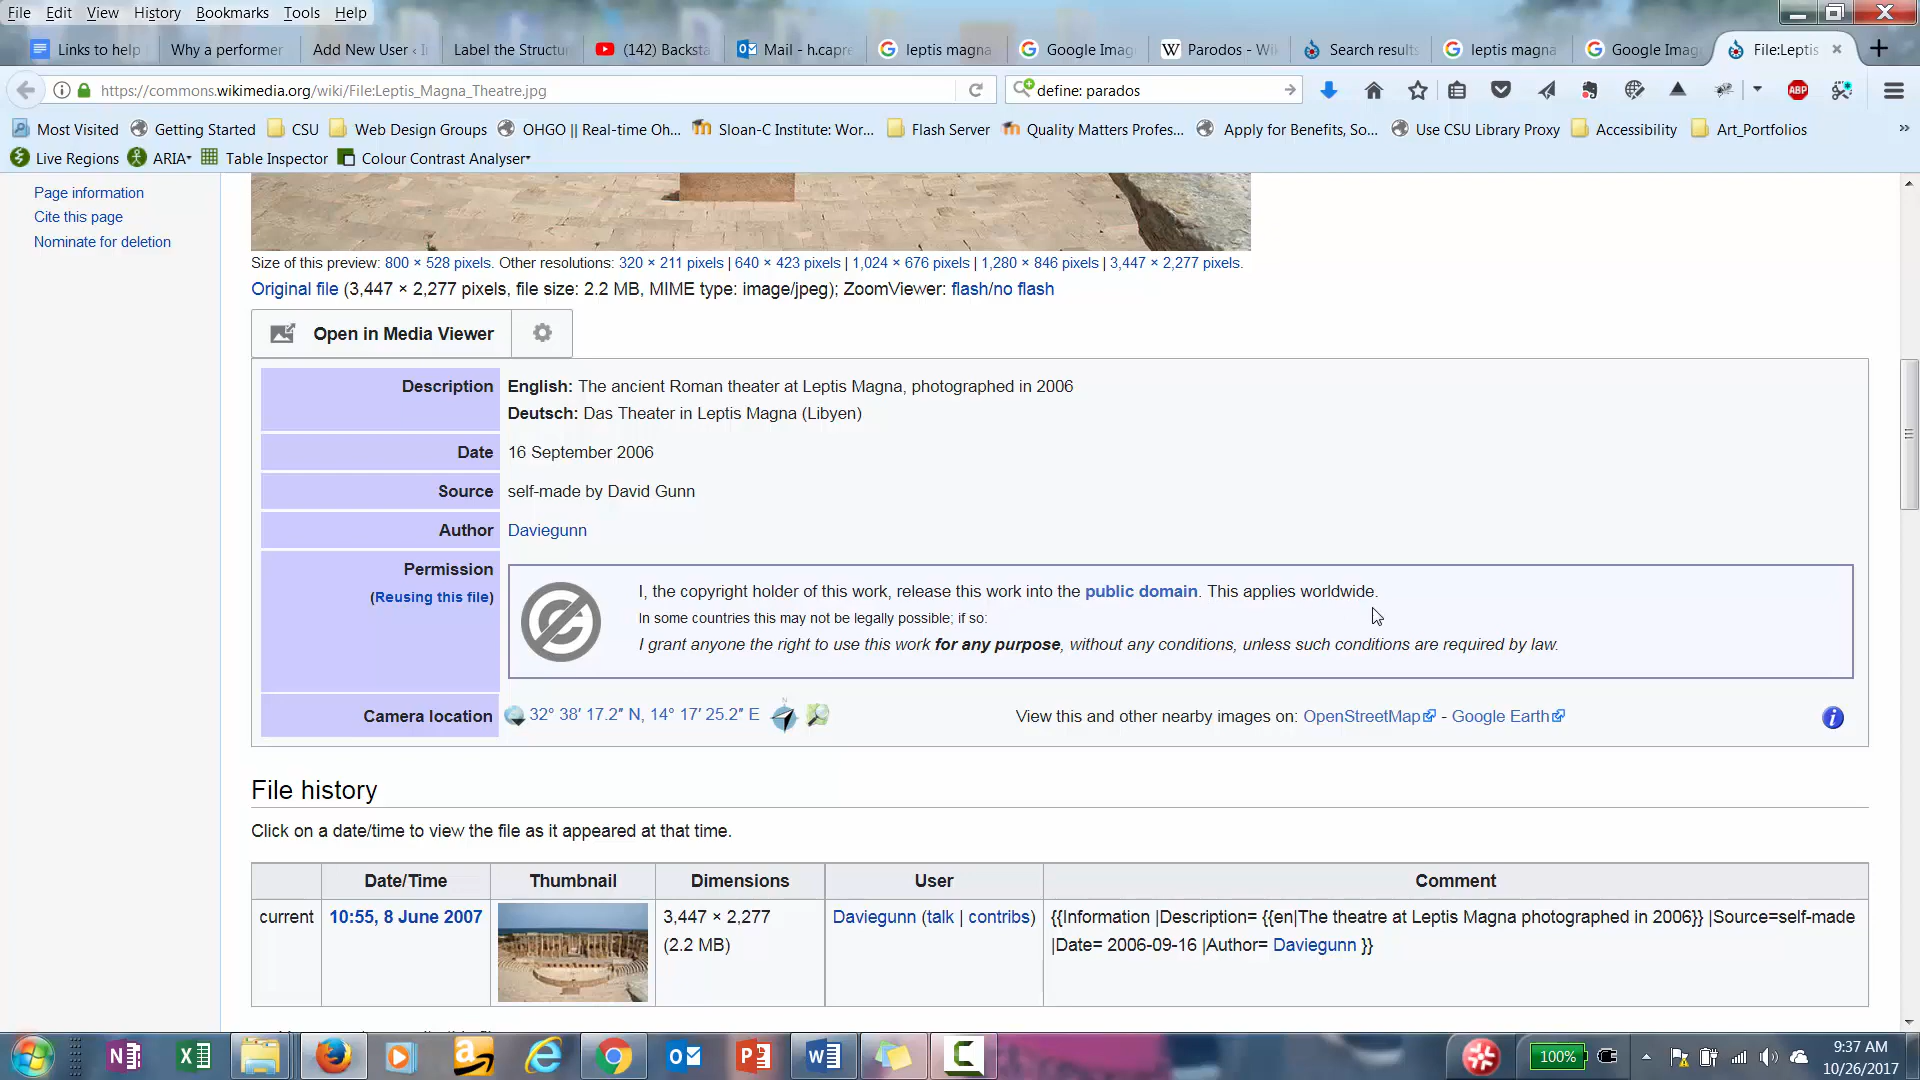 File Edit View History Bookmarks Tools Help
Links to help Why a performer Add New User ‹ (142) Backsta Label the Structu Mail - h.capre leptis magna Google Imag Parodos - Wi Search results leptis magna Google Imag File:Leptis
https://commons.wikimedia.org/wiki/File:Leptis_Magna_Theatre.jpg define: parados ABP
Most Visited Getting Started CSU Web Design Groups OHGO || Real-time Oh... Sloan-C Institute: Wor... Flash Server Quality Matters Profes... Apply for Benefits, So... Use CSU Library Proxy Accessibility Art_Portfolios »
Live Regions ARIA Table Inspector Colour Contrast Analyser
Page information
Cite this page
Nominate for deletion
Size of this preview: 800 × 528 pixels. Other resolutions: 320 × 211 pixels | 640 × 423 pixels | 1,024 × 676 pixels | 1,280 × 846 pixels | 3,447 × 2,277 pixels.
Original file (3,447 × 2,277 pixels, file size: 2.2 MB, MIME type: image/jpeg); ZoomViewer: flash/no flash
Open in Media Viewer
Description English: The ancient Roman theater at Leptis Magna, photographed in 2006
Deutsch: Das Theater in Leptis Magna (Libyen)
Date 16 September 2006
Source self-made by David Gunn
Author Daviegunn
Permission
(Reusing this file)
I, the copyright holder of this work, release this work into the public domain. This applies worldwide.
In some countries this may not be legally possible; if so:
I grant anyone the right to use this work for any purpose, without any conditions, unless such conditions are required by law.
Camera location 32° 38′ 17.2″ N, 14° 17′ 25.2″ E View this and other nearby images on: OpenStreetMap - Google Earth
File history
Click on a date/time to view the file as it appeared at that time.
Date/Time Thumbnail Dimensions User Comment
current 10:55, 8 June 2007 3,447 × 2,277 Daviegunn (talk | contribs) {{Information |Description= {{en|The theatre at Leptis Magna photographed in 2006}} |Source=self-made
(2.2 MB) |Date= 2006-09-16 |Author= Daviegunn }}
100% 9:37 AM
10/26/2017